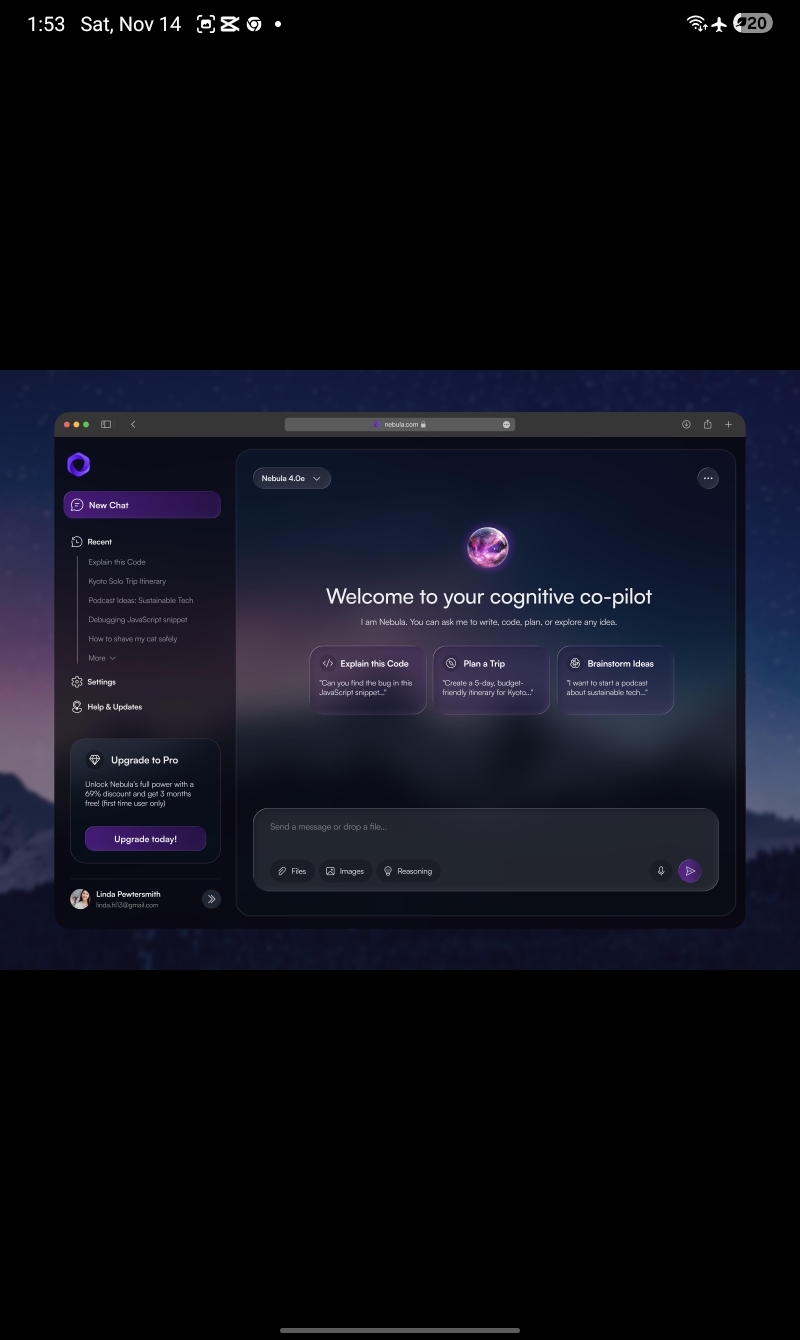 1:53 Sat, Nov 14
20
nebula.com
New Chat
Recent
Explain this Code
Kyoto Solo Trip Itinerary
Podcast Ideas: Sustainable Tech
Debugging JavaScript snippet
How to shave my cat safely
More
Settings
Help & Updates
Upgrade to Pro
Unlock Nebula's full power with a
69% discount and get 3 months
free! (first time user only)
Upgrade today!
Linda Pewtersmith
Nebula 4.0e
Welcome to your cognitive co-pilot
I am Nebula. You can ask me to write, code, plan, or explore any idea.
Explain this Code
"Can you find the bug in this
JavaScript snippet..."
Plan a Trip
"Create a 5-day, budget-
friendly itinerary for Kyoto..."
Brainstorm Ideas
"I want to start a podcast
about sustainable tech..."
Send a message or drop a file...
Files
Images
Reasoning